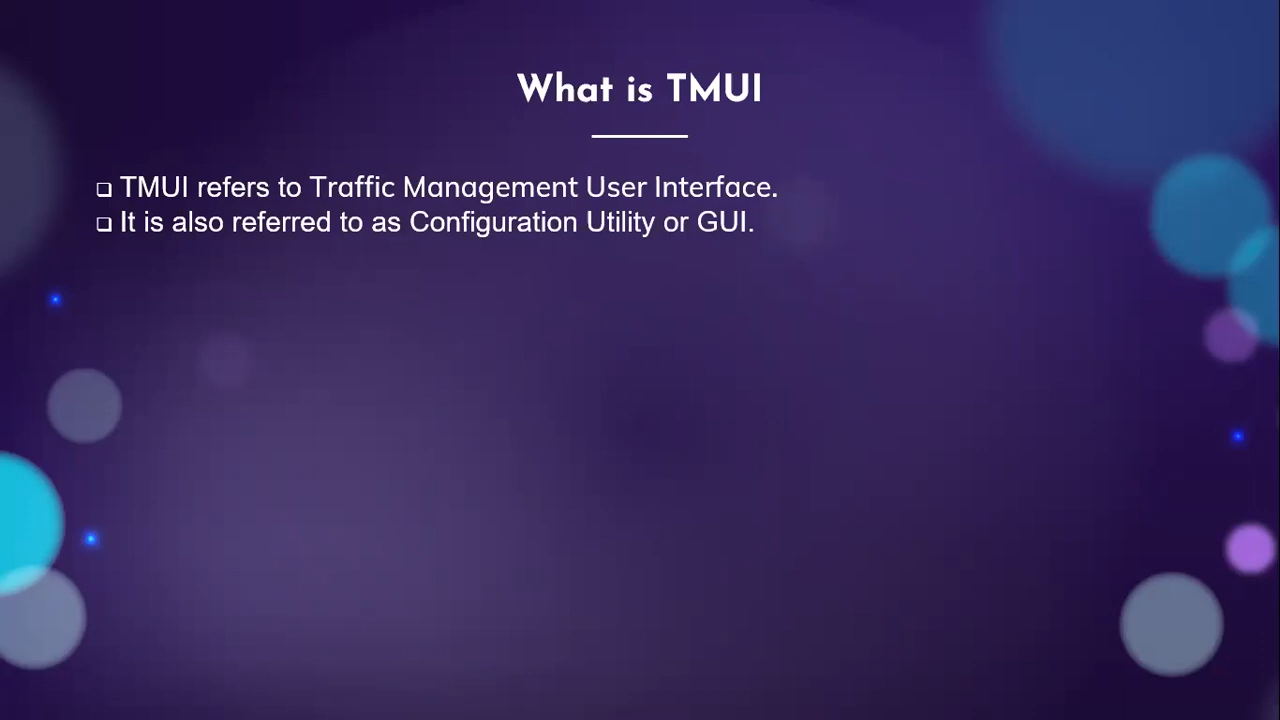 What is TMUI
❑ TMUI refers to Traffic Management User Interface.
❑ It is also referred to as Configuration Utility or GUI.